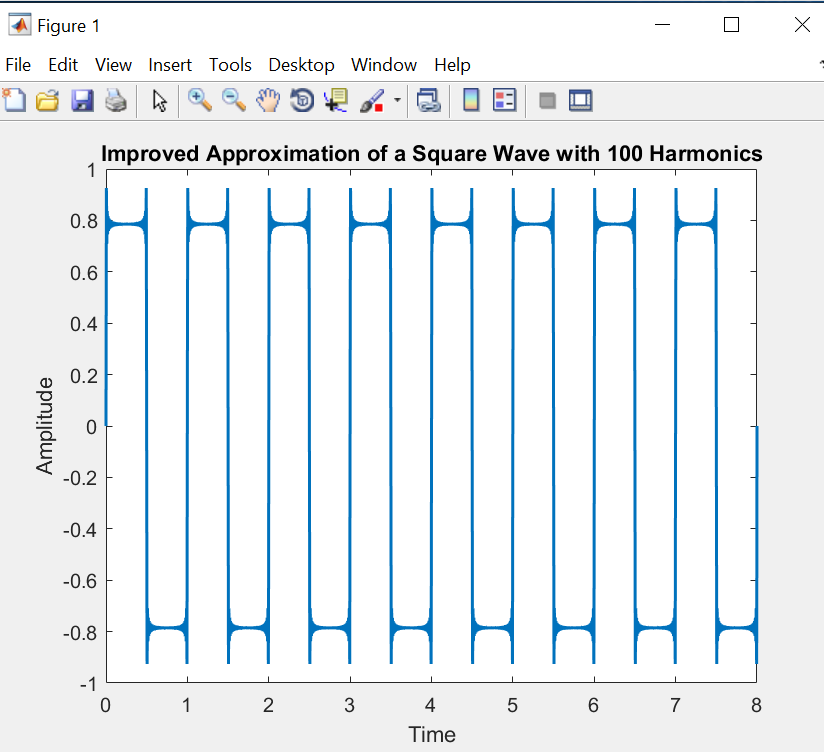 Figure 1
File Edit View Insert Tools Desktop Window Help
Improved Approximation of a Square Wave with 100 Harmonics
1
0.8
0.6
0.4
0.2
0
-0.2
-0.4
-0.6
-0.8
-1
Amplitude
0 1 2 3 4 5 6 7 8
Time